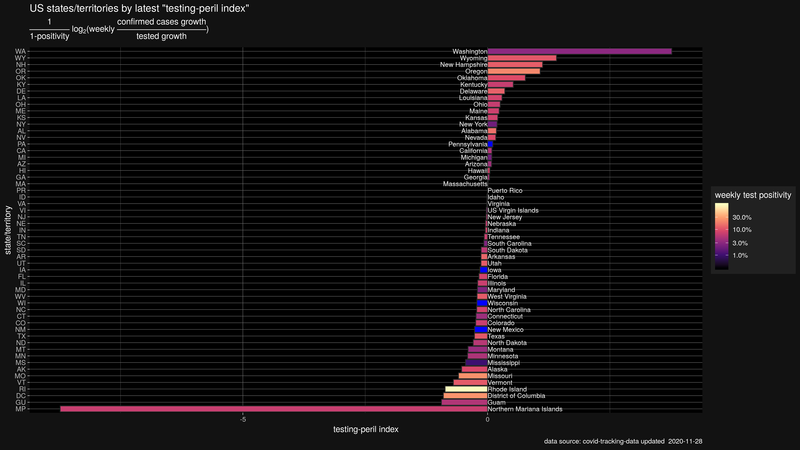 US states/territories by latest "testing-peril index"
1
1-positivity
log2(weekly confirmed cases growth
tested growth
)
WA Washington
WY Wyoming
NH New Hampshire
OR Oregon
OK Oklahoma
KY Kentucky
DE Delaware
LA Louisiana
OH Ohio
ME Maine
KS Kansas
NY New York
AL Alabama
NV Nevada
PA Pennsylvania
CA California
MI Michigan
AZ Arizona
HI Hawaii
GA Georgia
MA Massachusetts
PR Puerto Rico
ID Idaho
VA Virginia
VI US Virgin Islands
NJ New Jersey
NE Nebraska
IN Indiana
TN Tennessee
SC South Carolina
SD South Dakota
AR Arkansas
UT Utah
IA Iowa
FL Florida
IL Illinois
MD Maryland
WV West Virginia
WI Wisconsin
NC North Carolina
CT Connecticut
CO Colorado
NM New Mexico
TX Texas
ND North Dakota
MT Montana
MN Minnesota
MS Mississippi
AK Alaska
MO Missouri
VT Vermont
RI Rhode Island
DC District of Columbia
GU Guam
MP Northern Mariana Islands
state/territory
-5 0
testing-peril index
weekly test positivity
30.0%
10.0%
3.0%
1.0%
data source: covid-tracking-data updated 2020-11-28